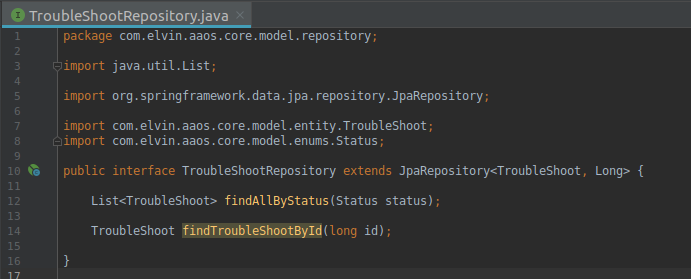 TroubleShootRepository.java
1 package com.elvin.aaos.core.model.repository;
2
3 import java.util.List;
4
5 import org.springframework.data.jpa.repository.JpaRepository;
6
7 import com.elvin.aaos.core.model.entity.TroubleShoot;
8 import com.elvin.aaos.core.model.enums.Status;
9
10 public interface TroubleShootRepository extends JpaRepository<TroubleShoot, Long> {
11
12 List<TroubleShoot> findAllByStatus(Status status);
13
14 TroubleShoot findTroubleShootById(long id);
15
16 }
17